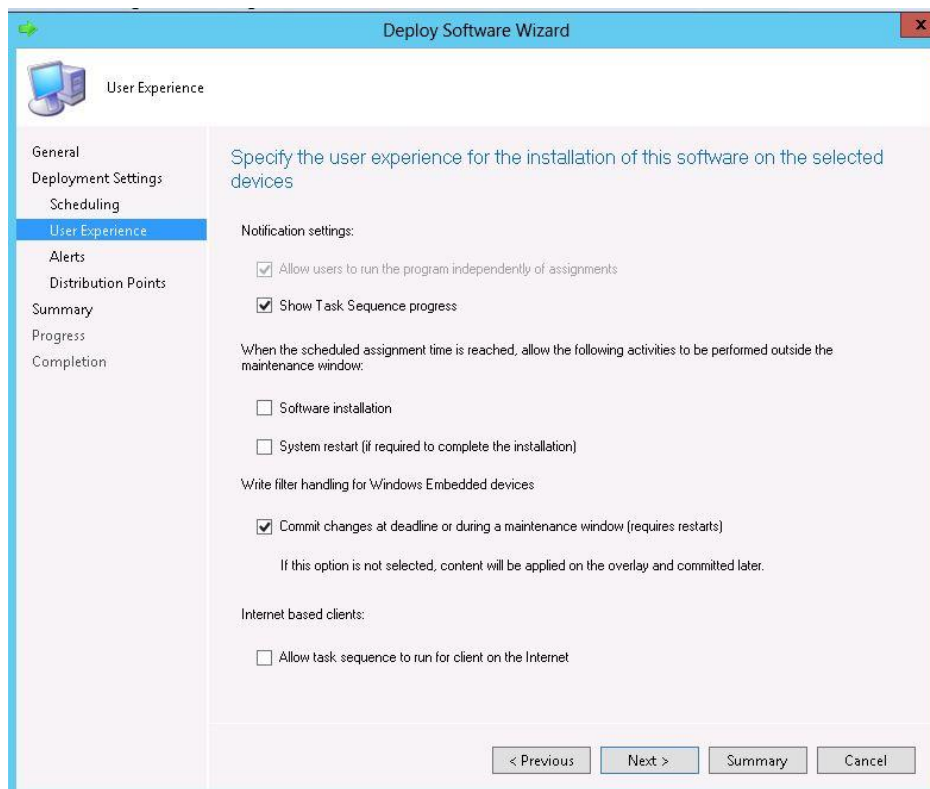 Deploy Software Wizard
x
User Experience
General
Deployment Settings
Scheduling
User Experience
Alerts
Distribution Points
Summary
Progress
Completion
Specify the user experience for the installation of this software on the selected
devices
Notification settings:
Allow users to run the program independently of assignments
Show Task Sequence progress
When the scheduled assignment time is reached, allow the following activities to be performed outside the
maintenance window:
Software installation
System restart (if required to complete the installation)
Write filter handling for Windows Embedded devices
Commit changes at deadline or during a maintenance window (requires restarts)
If this option is not selected, content will be applied on the overlay and committed later.
Internet based clients:
Allow task sequence to run for client on the Internet
< Previous
Next >
Summary
Cancel